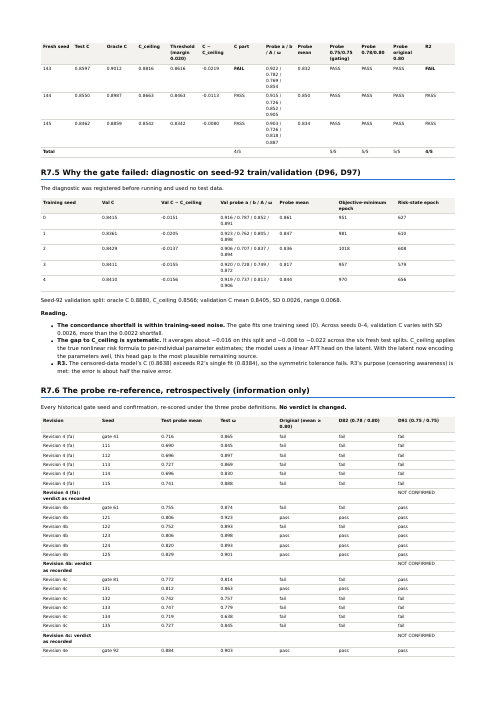 Fresh seed Test C Oracle C C_ceiling Threshold (margin 0.020) C − C_ceiling C part Probe a / b / A / ω Probe mean Probe 0.75/0.75 (gating) Probe 0.78/0.80 Probe original 0.80 R2
143 0.8597 0.9012 0.8816 0.8616 -0.0219 FAIL 0.922 / 0.782 / 0.769 / 0.854 0.832 PASS PASS PASS FAIL
144 0.8550 0.8987 0.8663 0.8463 -0.0113 PASS 0.915 / 0.726 / 0.852 / 0.905 0.850 PASS PASS PASS PASS
145 0.8462 0.8859 0.8542 0.8342 -0.0080 PASS 0.903 / 0.726 / 0.818 / 0.887 0.834 PASS PASS PASS PASS
Total 4/5 5/5 5/5 5/5 4/5
R7.5 Why the gate failed: diagnostic on seed-92 train/validation (D96, D97)
The diagnostic was registered before running and used no test data.
Training seed Val C Val C − C_ceiling Val probe a / b / A / ω Probe mean Objective-minimum epoch Risk-state epoch
0 0.8415 -0.0151 0.916 / 0.787 / 0.852 / 0.891 0.861 951 627
1 0.8361 -0.0205 0.923 / 0.762 / 0.805 / 0.898 0.847 981 610
2 0.8429 -0.0137 0.906 / 0.707 / 0.837 / 0.894 0.836 1018 608
3 0.8411 -0.0155 0.920 / 0.728 / 0.749 / 0.872 0.817 957 579
4 0.8410 -0.0156 0.919 / 0.737 / 0.813 / 0.906 0.844 970 656
Seed-92 validation split: oracle C 0.8880, C_ceiling 0.8566; validation C mean 0.8405, SD 0.0026, range 0.0068.
Reading.
• The concordance shortfall is within training-seed noise. The gate fits one training seed (0). Across seeds 0–4, validation C varies with SD
0.0026, more than the 0.0022 shortfall.
• The gap to C_ceiling is systematic. It averages about −0.016 on this split and −0.008 to −0.022 across the six fresh test splits. C_ceiling applies
the true nonlinear risk formula to per-individual parameter estimates; the model uses a linear AFT head on the latent. With the latent now encoding
the parameters well, this head gap is the most plausible remaining source.
• R3. The censored-data model's C (0.8638) exceeds R2's single fit (0.8384), so the symmetric tolerance fails. R3's purpose (censoring awareness) is
met: the error is about half the naive error.
R7.6 The probe re-reference, retrospectively (information only)
Every historical gate seed and confirmation, re-scored under the three probe definitions. No verdict is changed.
Revision Seed Test probe mean Test ω Original (mean ≥ 0.80) D82 (0.78 / 0.80) D91 (0.75 / 0.75)
Revision 4 (fa) gate 41 0.716 0.865 fail fail fail
Revision 4 (fa) 111 0.690 0.845 fail fail fail
Revision 4 (fa) 112 0.696 0.897 fail fail fail
Revision 4 (fa) 113 0.727 0.869 fail fail fail
Revision 4 (fa) 114 0.696 0.830 fail fail fail
Revision 4 (fa) 115 0.741 0.888 fail fail fail
Revision 4 (fa): verdict as recorded NOT CONFIRMED
Revision 4b gate 61 0.755 0.874 fail fail pass
Revision 4b 121 0.806 0.923 pass pass pass
Revision 4b 122 0.752 0.893 fail fail pass
Revision 4b 123 0.806 0.898 pass pass pass
Revision 4b 124 0.820 0.893 pass pass pass
Revision 4b 125 0.829 0.901 pass pass pass
Revision 4b: verdict as recorded NOT CONFIRMED
Revision 4c gate 81 0.772 0.814 fail fail pass
Revision 4c 131 0.812 0.863 pass pass pass
Revision 4c 132 0.742 0.757 fail fail fail
Revision 4c 133 0.747 0.779 fail fail fail
Revision 4c 134 0.719 0.638 fail fail fail
Revision 4c 135 0.727 0.845 fail fail fail
Revision 4c: verdict as recorded NOT CONFIRMED
Revision 4e gate 92 0.884 0.903 pass pass pass